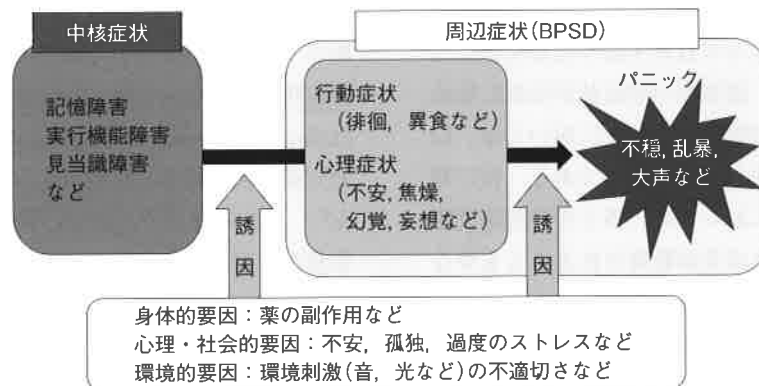 中核症状
記憶障害
実行機能障害
見当識障害
など
周辺症状(BPSD)
行動症状
(徘徊，異食など)
心理症状
(不安，焦燥，
幻覚，妄想など)
パニック
不穏，乱暴，
大声など
誘因
誘因
身体的要因：薬の副作用など
心理・社会的要因：不安，孤独，過度のストレスなど
環境的要因：環境刺激(音，光など)の不適切さなど